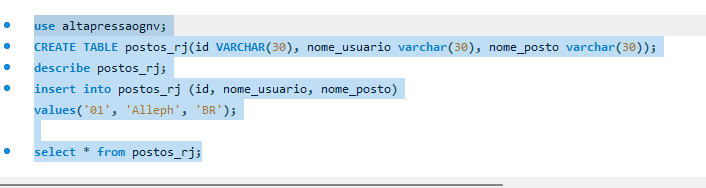 use altapressaognv;
CREATE TABLE postos_rj(id VARCHAR(30), nome_usuario varchar(30), nome_posto varchar(30));
describe postos_rj;
insert into postos_rj (id, nome_usuario, nome_posto)
values('01', 'Alleph', 'BR');
select * from postos_rj;